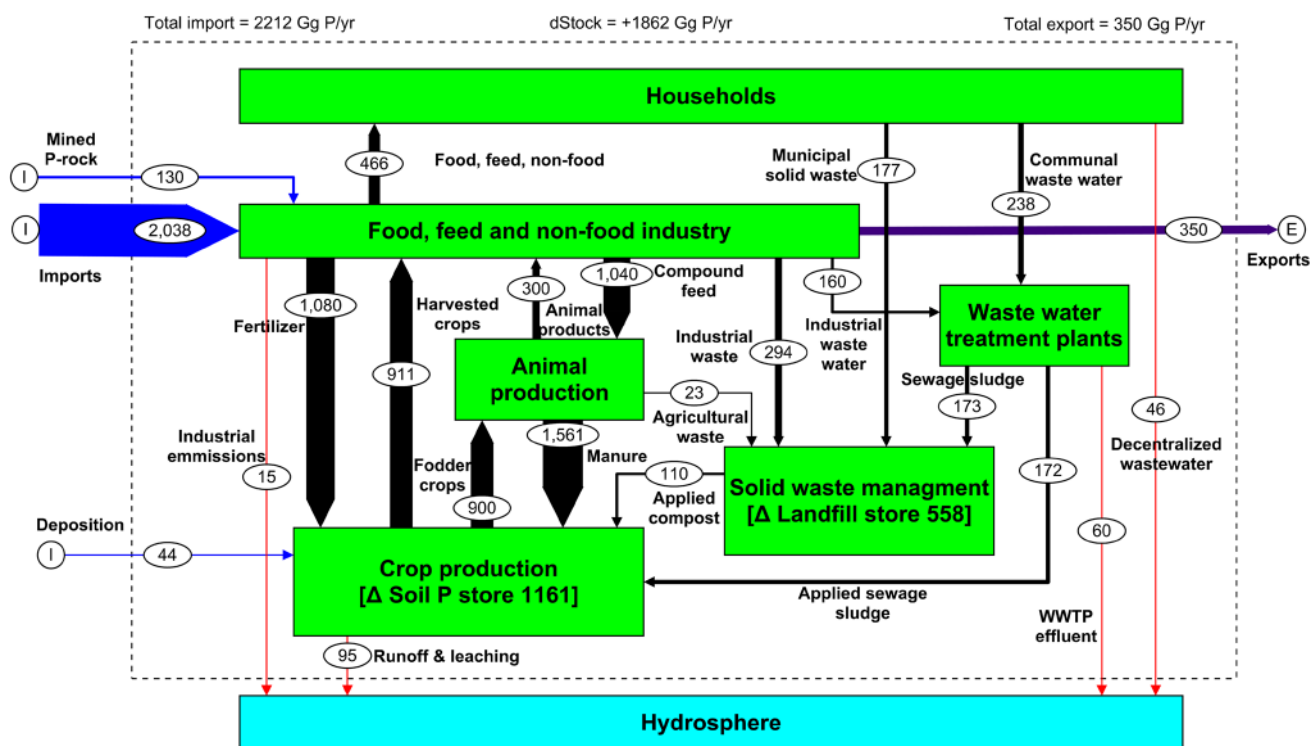 Total import = 2212 Gg P/yr
dStock = +1862 Gg P/yr
Total export = 350 Gg P/yr
Households
Mined
P-rock
I
130
466
Food, feed, non-food
Municipal
solid waste
177
Communal
waste water
238
I
2,038
Imports
Food, feed and non-food industry
350
E
Exports
1,080
Fertilizer
Harvested
crops
911
300
Animal
products
1,040
Compound
feed
Industrial
waste
294
160
Industrial
waste
water
Waste water
treatment plants
Animal
production
23
Agricultural
waste
Sewage sludge
173
172
46
Decentralized
wastewater
Industrial
emmissions
15
Fodder
crops
900
1,561
Manure
110
Applied
compost
Solid waste managment
[Δ Landfill store 558]
60
Deposition
I
44
Crop production
[Δ Soil P store 1161]
Applied sewage
sludge
WWTP
effluent
95
Runoff & leaching
Hydrosphere